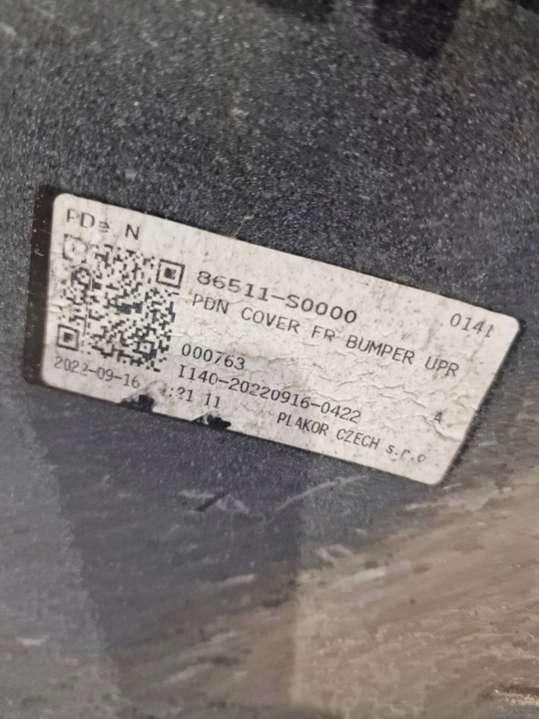 PDe N
86511-S0000 0141
PDN COVER FR BUMPER UPR
000763
I140-20220916-0422 4
2022-09-16 :21 11
PLAKOR CZECH s.r.o